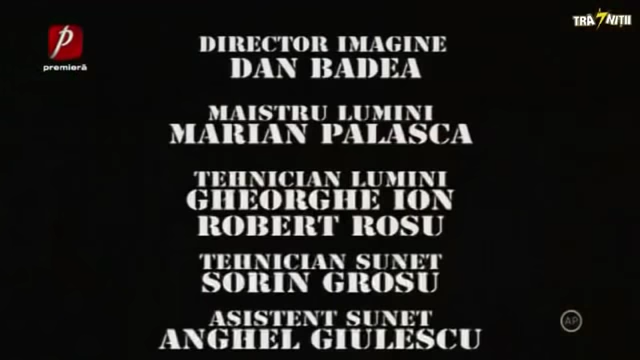 p
premieră
TRĂZNIȚII
DIRECTOR IMAGINE
DAN BADEA
MAISTRU LUMINI
MARIAN PALASCA
TEHNICIAN LUMINI
GHEORGHE ION
ROBERT ROSU
TEHNICIAN SUNET
SORIN GROSU
ASISTENT SUNET
ANGHEL GIULESCU
AP